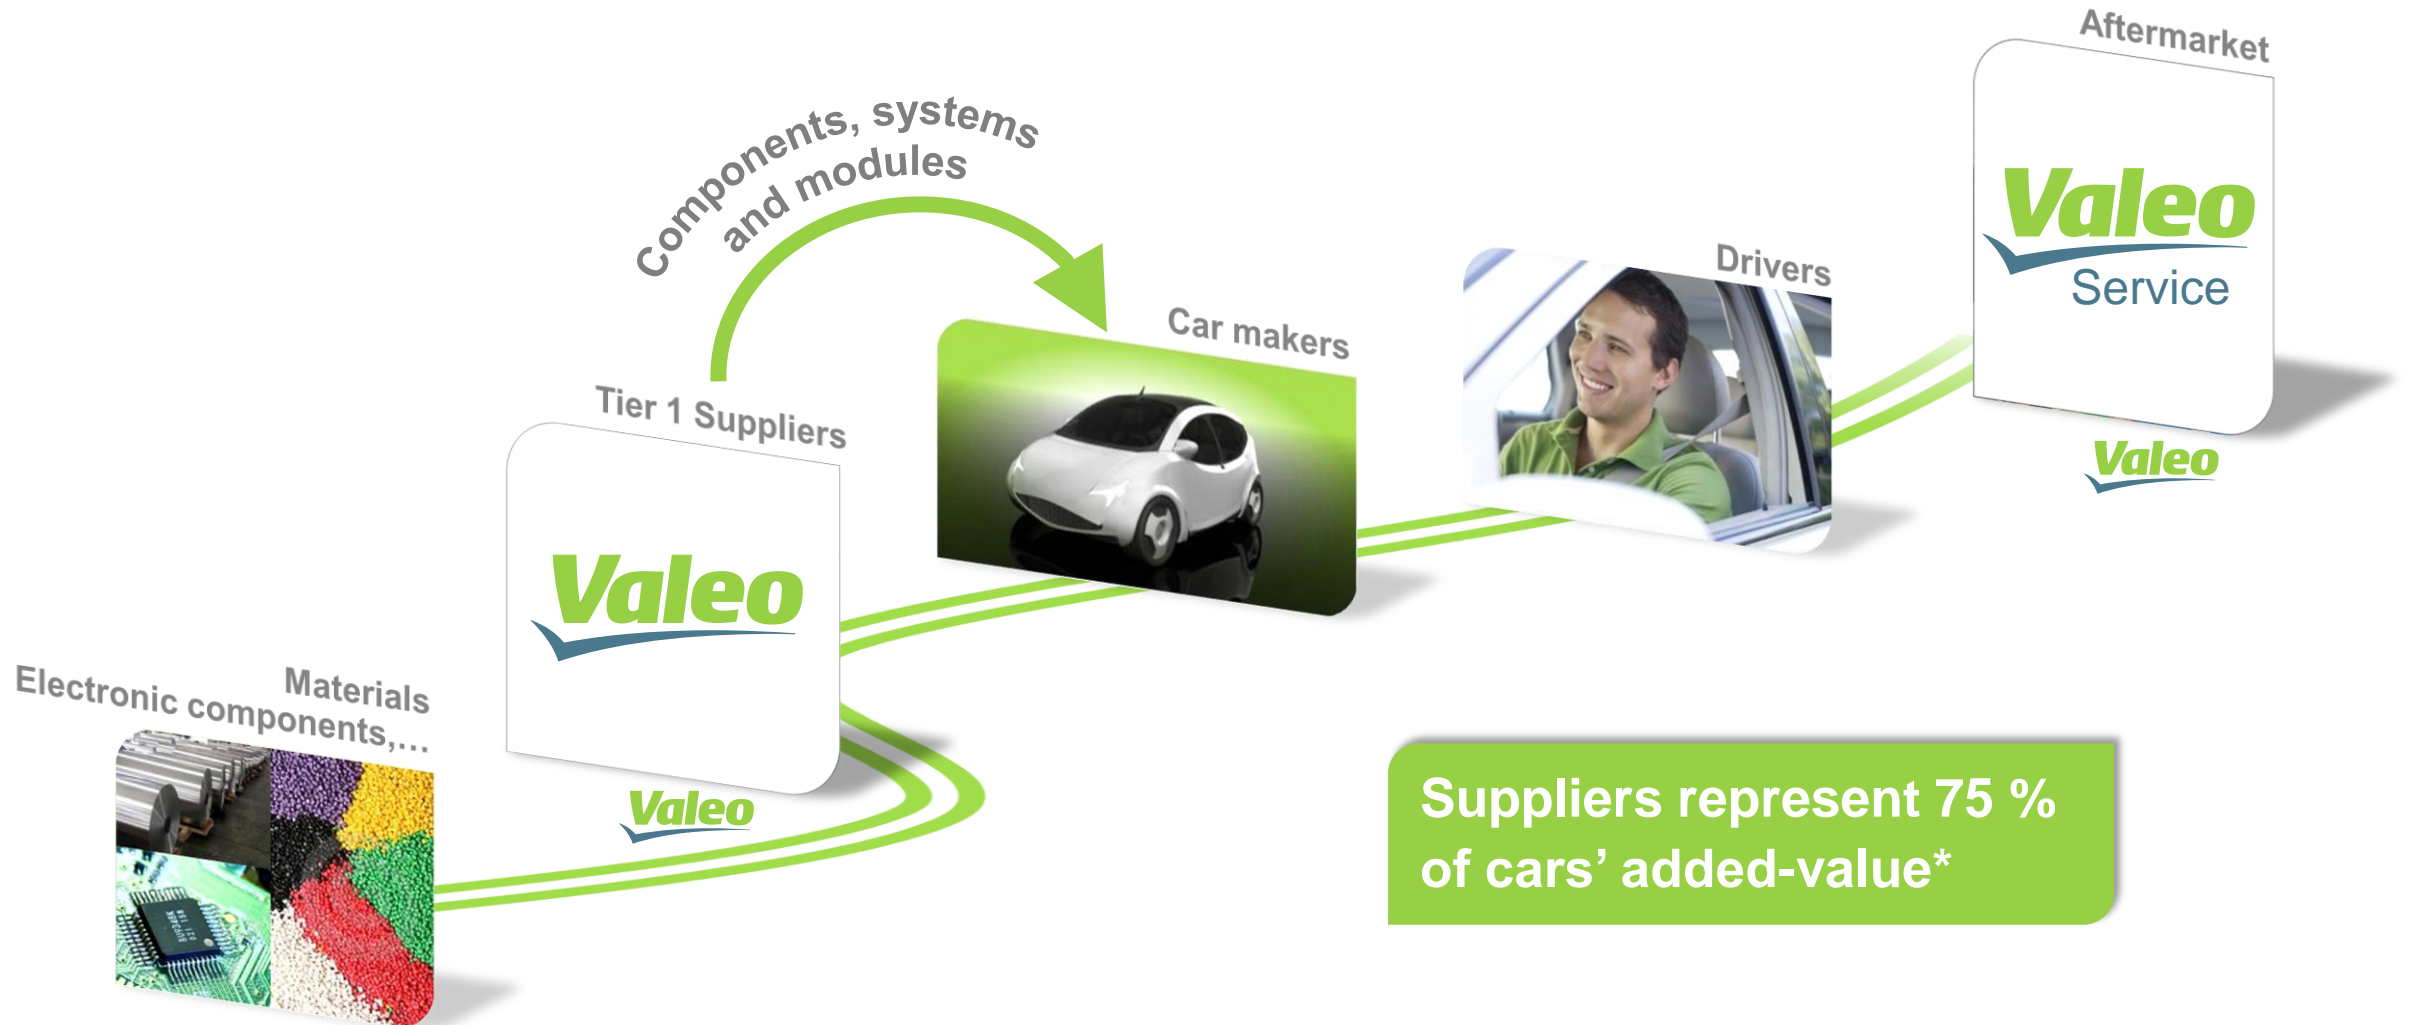 Aftermarket
Valeo
Service
Valeo
Components, systems
and modules
Drivers
Car makers
Tier 1 Suppliers
Valeo
Valeo
Materials
Electronic components,…
Suppliers represent 75 %
of cars’ added-value*